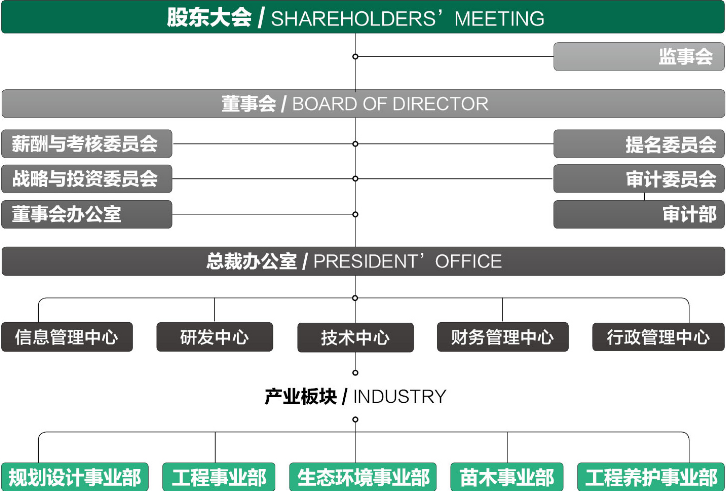 股东大会 / SHAREHOLDERS’ MEETING
监事会
董事会 / BOARD OF DIRECTOR
薪酬与考核委员会 提名委员会
战略与投资委员会 审计委员会
董事会办公室 审计部
总裁办公室 / PRESIDENT’ OFFICE
信息管理中心 研发中心 技术中心 财务管理中心 行政管理中心
产业板块 / INDUSTRY
规划设计事业部 工程事业部 生态环境事业部 苗木事业部 工程养护事业部